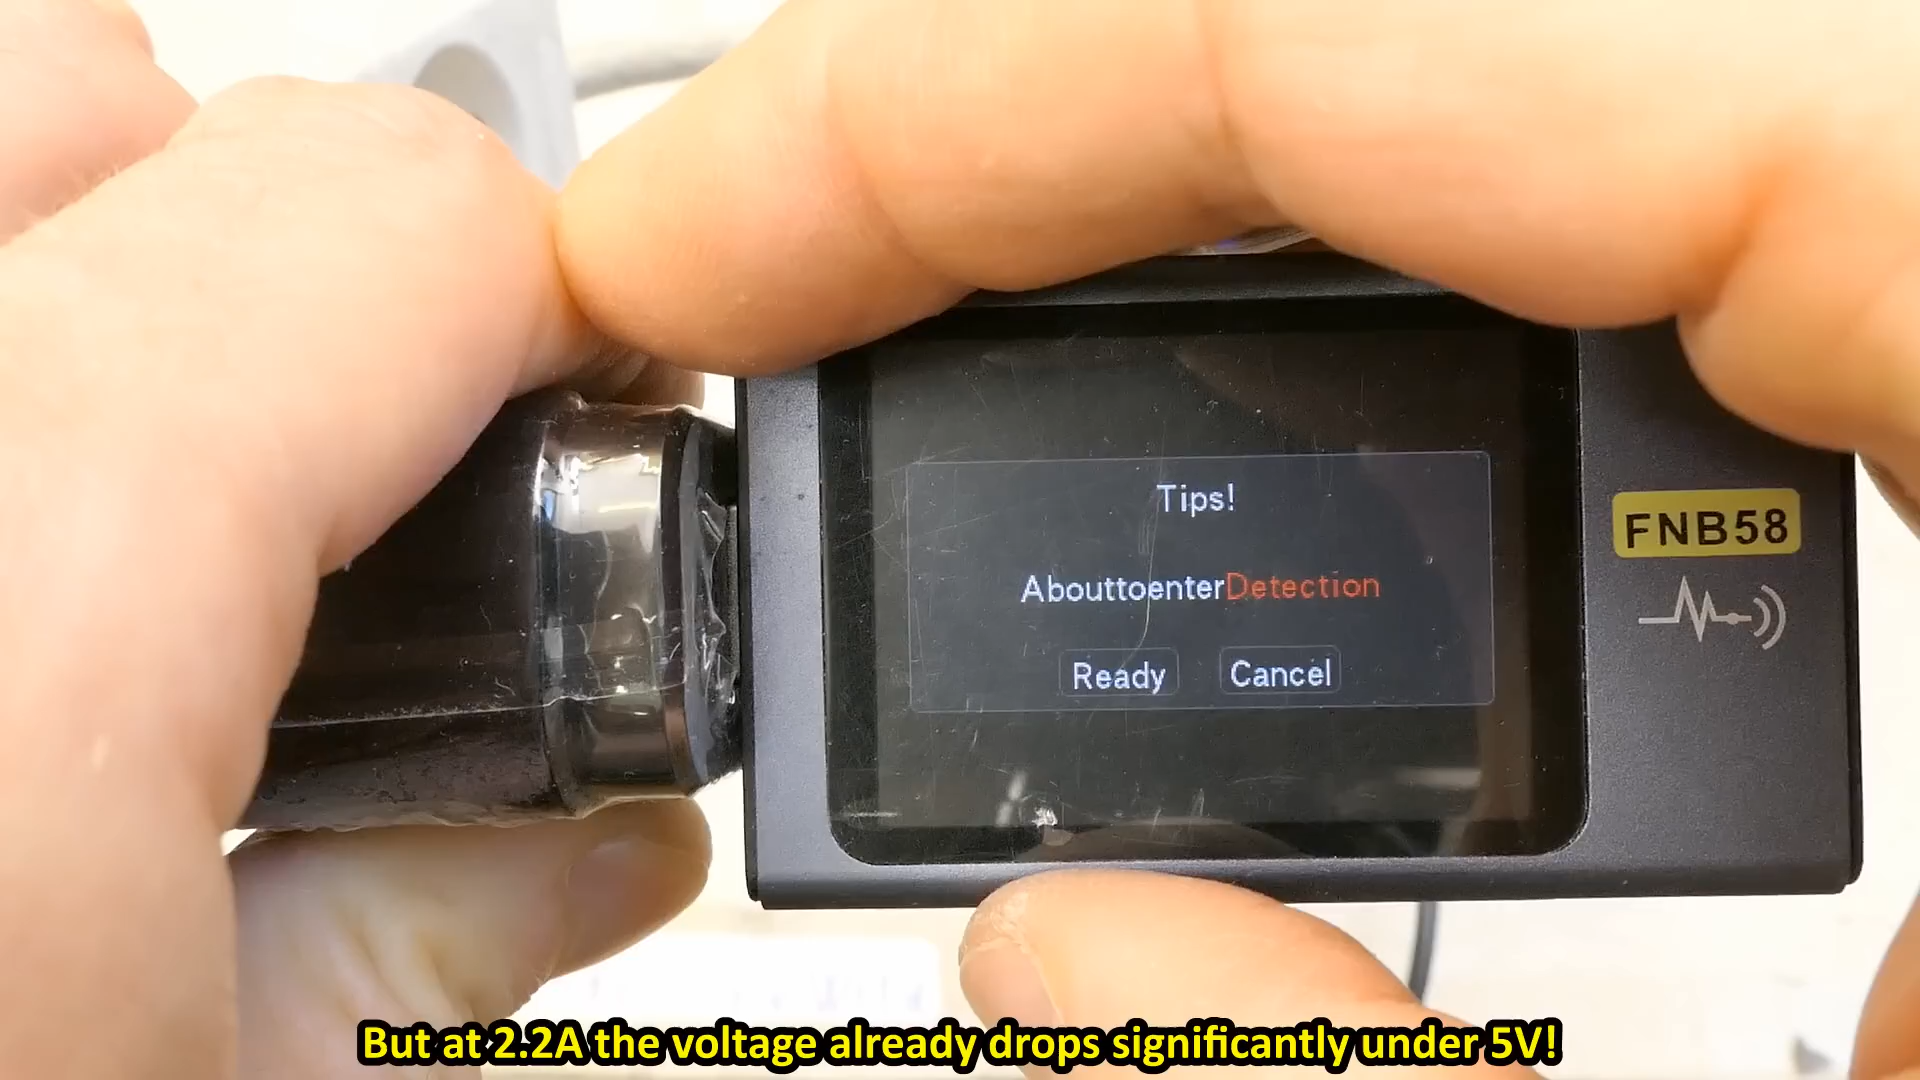 Tips!
AbouttoenterDetection
Ready Cancel
FNB58
But at 2.2A the voltage already drops significantly under 5V!